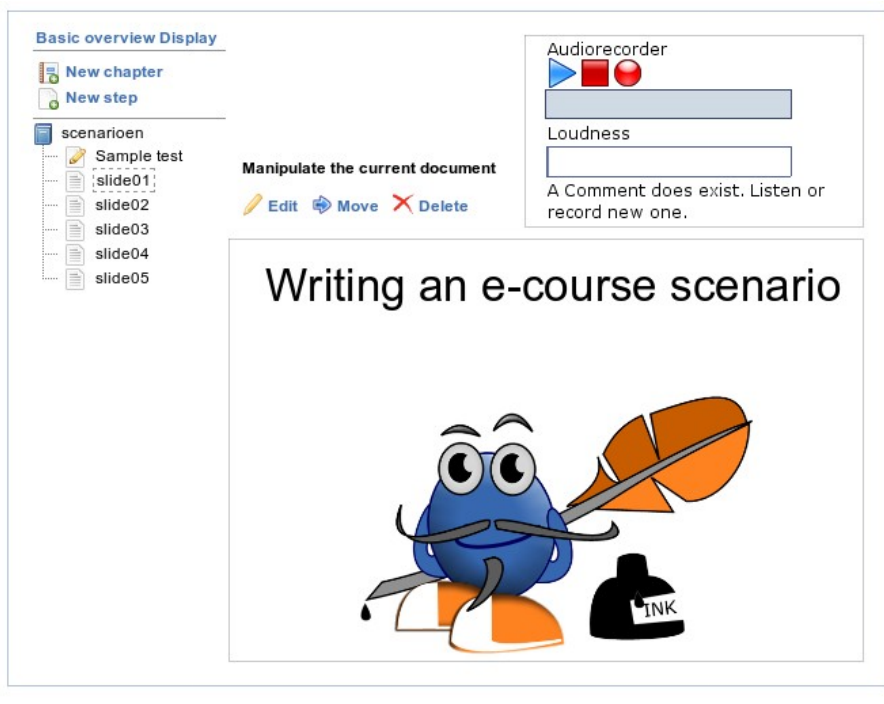 Basic overview Display
New chapter
New step
scenarioen
Sample test
slide01
slide02
slide03
slide04
slide05
Manipulate the current document
Edit Move Delete
Audiorecorder
Loudness
A Comment does exist. Listen or
record new one.
Writing an e-course scenario
INK